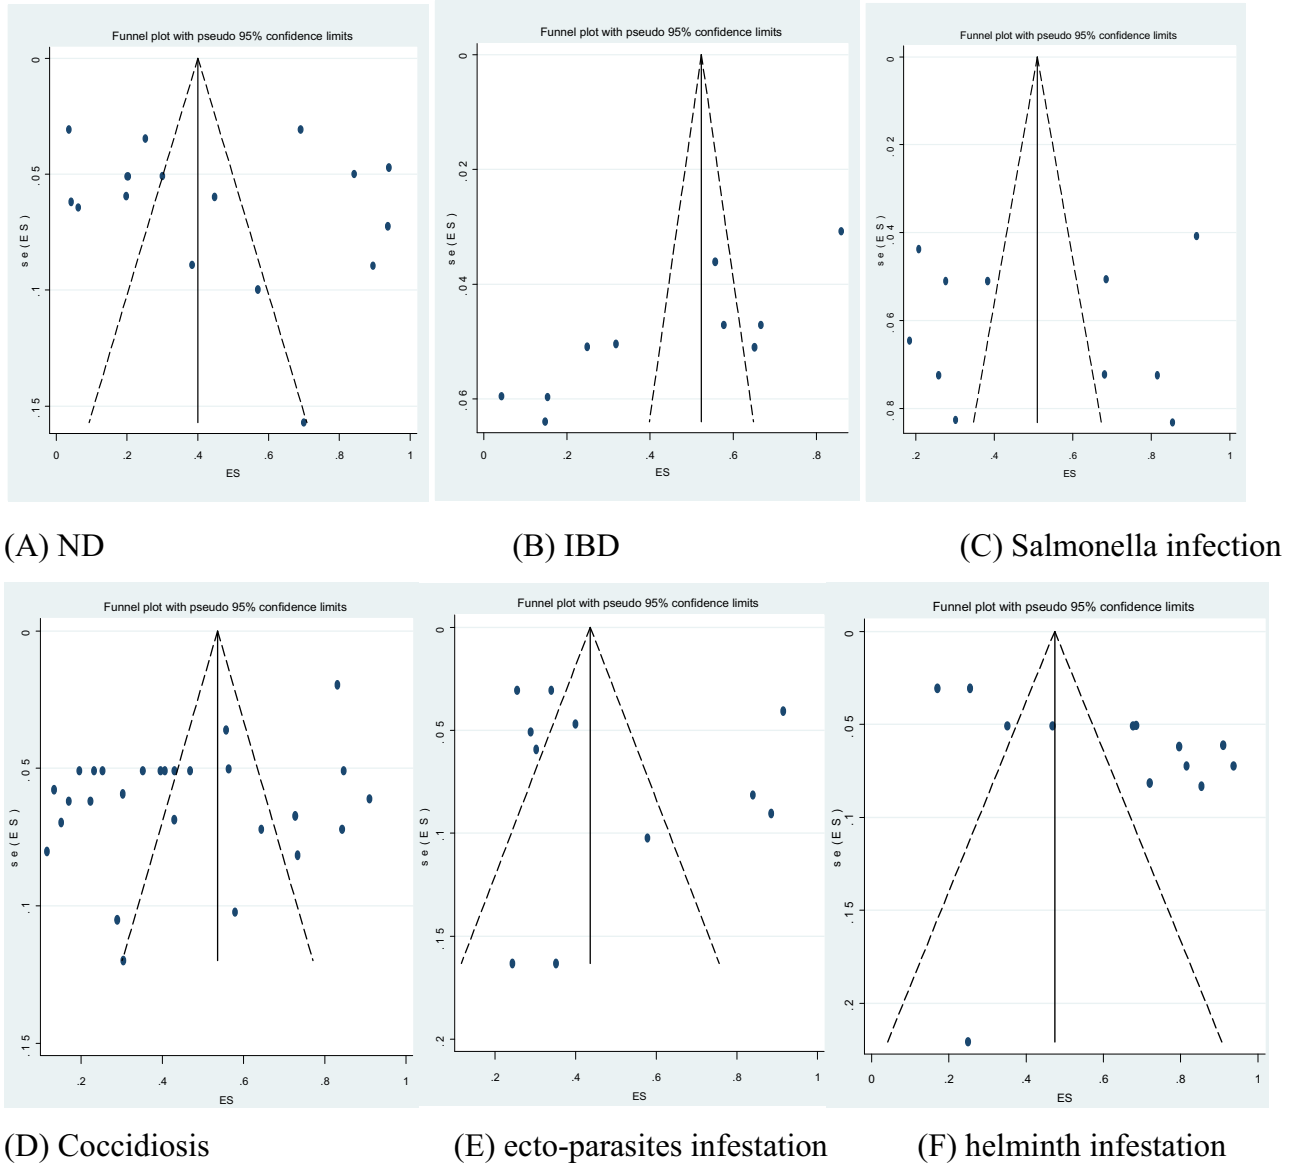 Funnel plot with pseudo 95% confidence limits
0
.05
.1
.15
se(ES)
0
.2
.4
.6
.8
1
ES
Funnel plot with pseudo 95% confidence limits
0
.02
.04
.06
se(ES)
0
.2
.4
.6
.8
ES
Funnel plot with pseudo 95% confidence limits
0
.02
.04
.06
.08
se(ES)
.2
.4
.6
.8
1
ES
(A) ND
(B) IBD
(C) Salmonella infection
Funnel plot with pseudo 95% confidence limits
0
.05
.1
.15
se(ES)
.2
.4
.6
.8
1
ES
Funnel plot with pseudo 95% confidence limits
0
.05
.1
.15
.2
se(ES)
.2
.4
.6
.8
1
ES
Funnel plot with pseudo 95% confidence limits
0
.05
.1
.15
.2
se(ES)
0
.2
.4
.6
.8
1
ES
(D) Coccidiosis
(E) ecto-parasites infestation
(F) helminth infestation